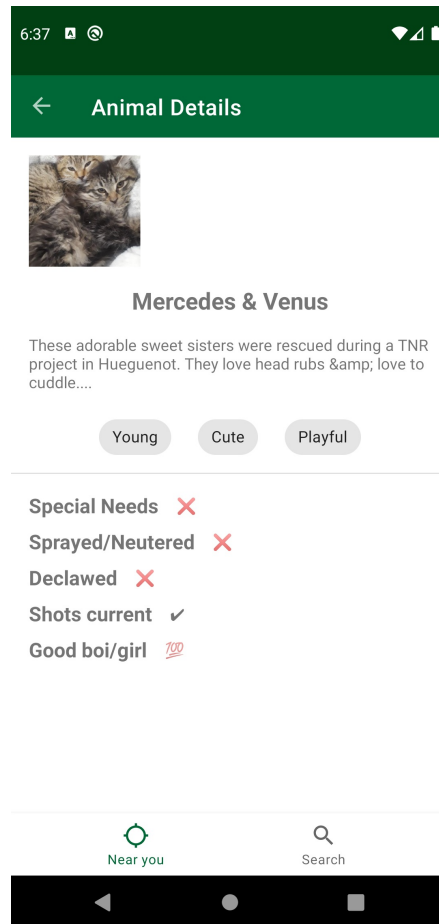 6:37
Animal Details
Mercedes & Venus
These adorable sweet sisters were rescued during a TNR
project in Hueguenot. They love head rubs &amp; love to
cuddle....
Young Cute Playful
Special Needs ❌
Sprayed/Neutered ❌
Declawed ❌
Shots current ✔
Good boi/girl 💯
Near you Search